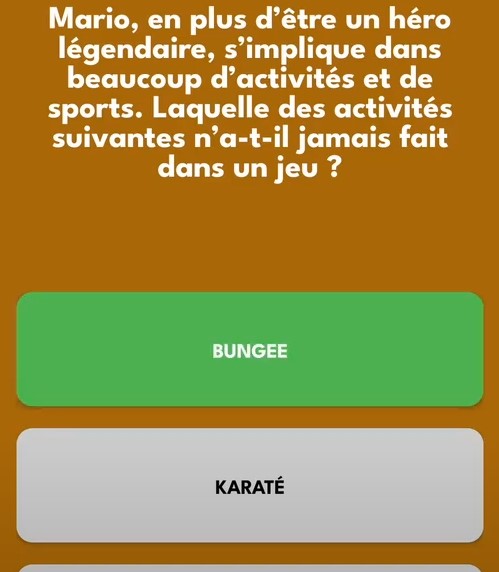 Mario, en plus d’être un héro
légendaire, s’implique dans
beaucoup d’activités et de
sports. Laquelle des activités
suivantes n’a-t-il jamais fait
dans un jeu ?
BUNGEE
KARATÉ